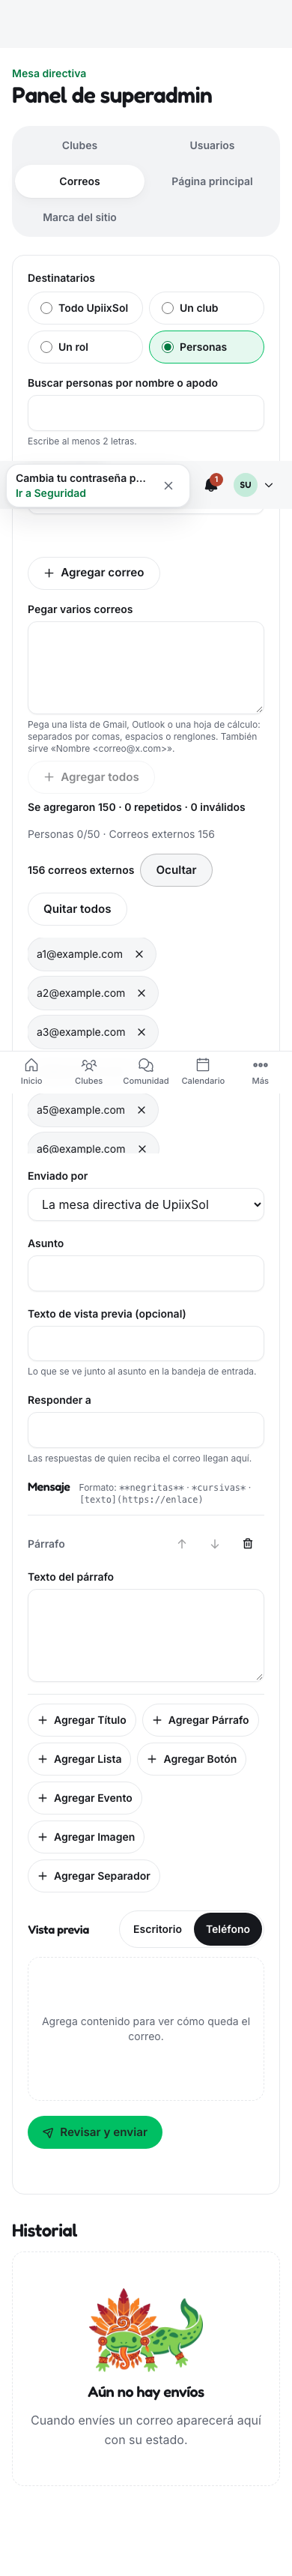 Mesa directiva
Panel de superadmin
Clubes
Usuarios
Correos
Página principal
Marca del sitio
Destinatarios
Todo UpiixSol
Un club
Un rol
Personas
Buscar personas por nombre o apodo
Escribe al menos 2 letras.
Cambia tu contraseña p...
Ir a Seguridad
1
SU
Agregar correo
Pegar varios correos
Pega una lista de Gmail, Outlook o una hoja de cálculo:
separados por comas, espacios o renglones. También
sirve «Nombre <correo@x.com>».
Agregar todos
Se agregaron 150 · 0 repetidos · 0 inválidos
Personas 0/50 · Correos externos 156
156 correos externos
Ocultar
Quitar todos
a1@example.com
a2@example.com
a3@example.com
Inicio
Clubes
Comunidad
Calendario
Más
a5@example.com
a6@example.com
Enviado por
La mesa directiva de UpiixSol
Asunto
Texto de vista previa (opcional)
Lo que se ve junto al asunto en la bandeja de entrada.
Responder a
Las respuestas de quien reciba el correo llegan aquí.
Mensaje
Formato: **negritas** · *cursivas* ·
[texto](https://enlace)
Párrafo
Texto del párrafo
Agregar Título
Agregar Párrafo
Agregar Lista
Agregar Botón
Agregar Evento
Agregar Imagen
Agregar Separador
Vista previa
Escritorio
Teléfono
Agrega contenido para ver cómo queda el
correo.
Revisar y enviar
Historial
Aún no hay envíos
Cuando envíes un correo aparecerá aquí
con su estado.